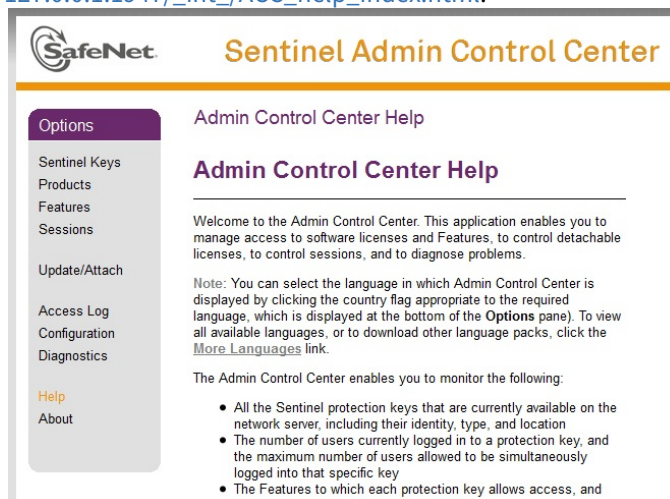 SafeNet.
Sentinel Admin Control Center
Options
Sentinel Keys
Products
Features
Sessions
Update/Attach
Access Log
Configuration
Diagnostics
Help
About
Admin Control Center Help
Admin Control Center Help
Welcome to the Admin Control Center. This application enables you to
manage access to software licenses and Features, to control detachable
licenses, to control sessions, and to diagnose problems.
Note: You can select the language in which Admin Control Center is
displayed by clicking the country flag appropriate to the required
language, which is displayed at the bottom of the Options pane). To view
all available languages, or to download other language packs, click the
More Languages link.
The Admin Control Center enables you to monitor the following:
● All the Sentinel protection keys that are currently available on the
network server, including their identity, type, and location
● The number of users currently logged in to a protection key, and
the maximum number of users allowed to be simultaneously
logged into that specific key
● The Features to which each protection key allows access, and